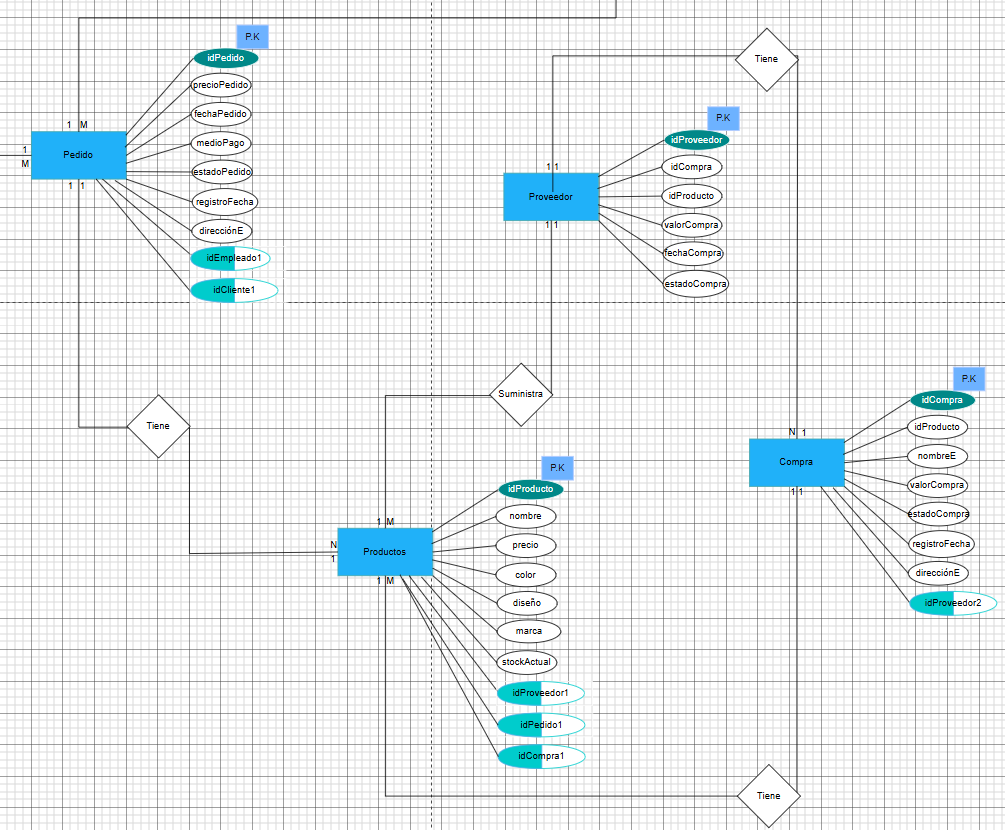 P.K
idPedido
precioPedido
fechaPedido
medioPago
estadoPedido
registroFecha
direcciónE
idEmpleado1
idCliente1
1 M
1
M
Pedido
1 1
Tiene
Tiene
P.K
idProveedor
idCompra
idProducto
valorCompra
fechaCompra
estadoCompra
1 1
Proveedor
1 1
Suministra
P.K
idCompra
idProducto
nombreE
valorCompra
estadoCompra
registroFecha
direcciónE
idProveedor2
N 1
Compra
1 1
P.K
idProducto
nombre
precio
color
diseño
marca
stockActual
idProveedor1
idPedido1
idCompra1
1 M
N
1
Productos
1 M
Tiene